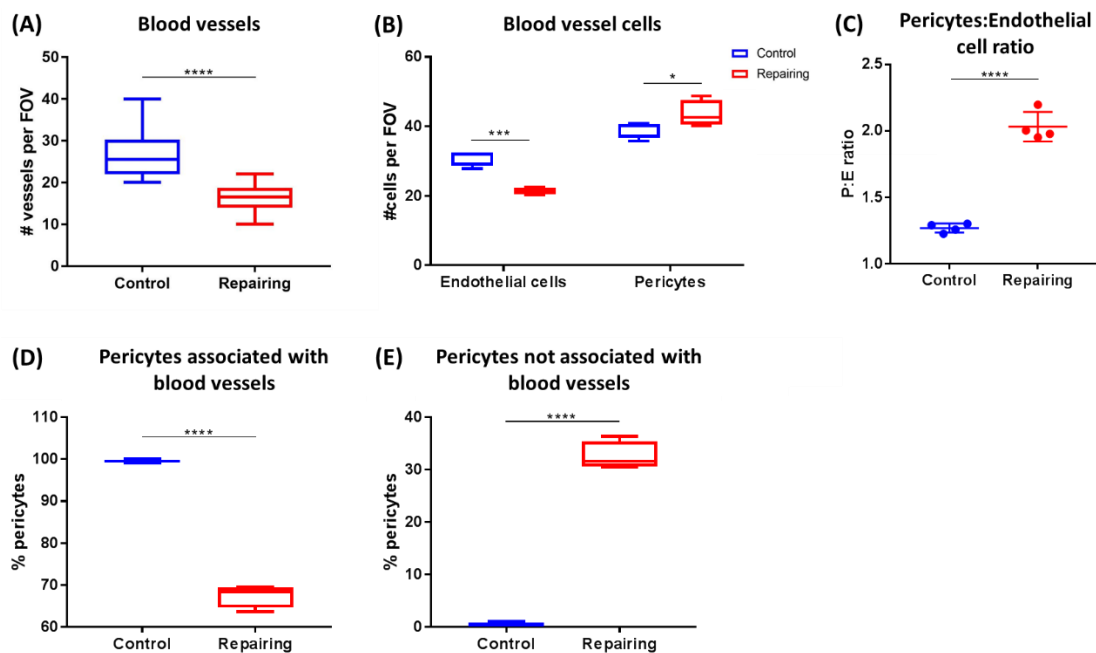 (A) Blood vessels
# vessels per FOV
50
40
30
20
10
0
****
Control Repairing
(B) Blood vessel cells
#cells per FOV
60
40
20
0
***
*
Control
Repairing
Endothelial cells Pericytes
(C) Pericytes:Endothelial
cell ratio
P:E ratio
2.5
2.0
1.5
1.0
****
Control Repairing
(D) Pericytes associated with
blood vessels
% pericytes
110
100
90
80
70
60
****
Control Repairing
(E) Pericytes not associated with
blood vessels
% pericytes
40
30
20
10
0
****
Control Repairing